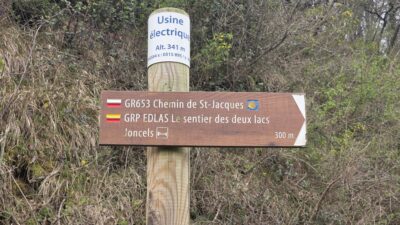 Usine
électrique
Alt. 341 m
GR653 Chemin de St-Jacques
GRP EDLAS Le sentier des deux lacs
Joncels
300 m